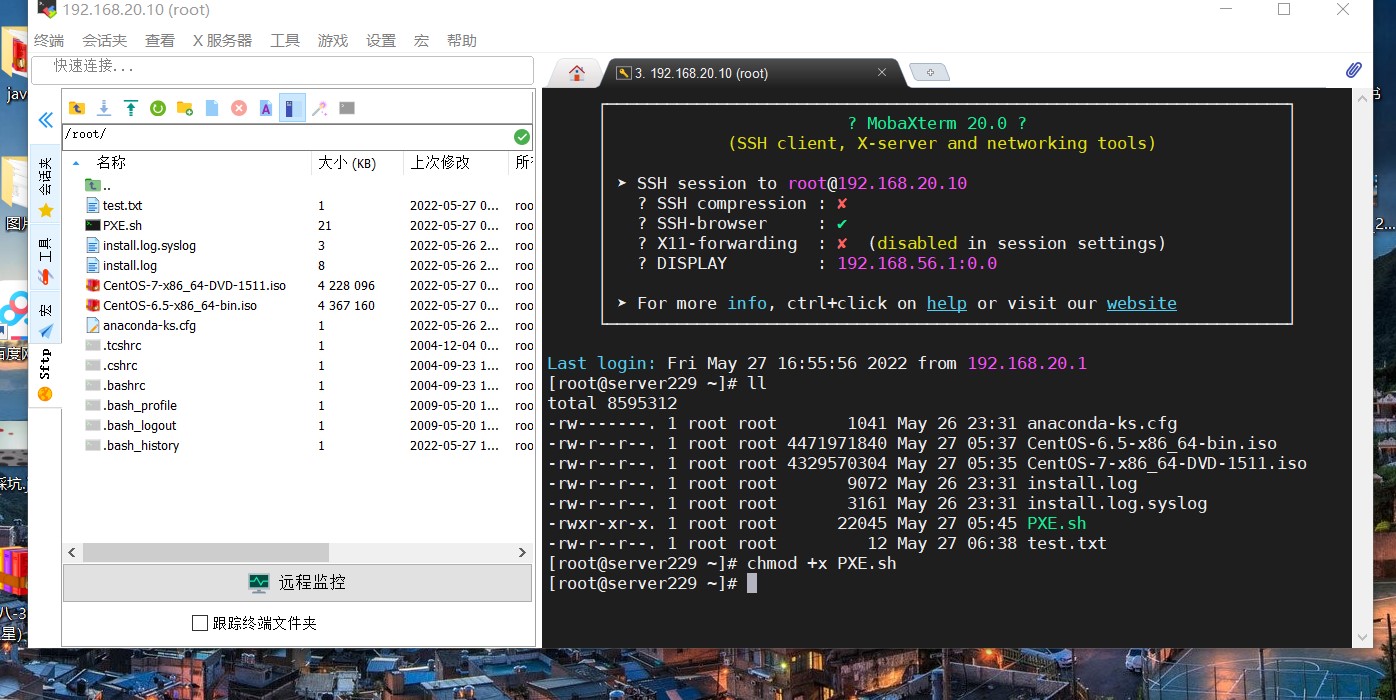 192.168.20.10 (root)
终端 会话夹 查看 X 服务器 工具 游戏 设置 宏 帮助
快速连接...
3. 192.168.20.10 (root)
/root/
名称 大小 (KB) 上次修改
..
test.txt 1 2022-05-27 0... roo
PXE.sh 21 2022-05-27 0... roo
install.log.syslog 3 2022-05-26 2... roo
install.log 8 2022-05-26 2... roo
CentOS-7-x86_64-DVD-1511.iso 4 228 096 2022-05-27 0... roo
CentOS-6.5-x86_64-bin.iso 4 367 160 2022-05-27 0... roo
anaconda-ks.cfg 1 2022-05-26 2... roo
.tcshrc 1 2004-12-04 0... roo
.cshrc 1 2004-09-23 1... roo
.bashrc 1 2004-09-23 1... roo
.bash_profile 1 2009-05-20 1... roo
.bash_logout 1 2009-05-20 1... roo
.bash_history 1 2022-05-27 1... roo
会话夹
工具
宏
Sftp
远程监控
跟踪终端文件夹
? MobaXterm 20.0 ?
(SSH client, X-server and networking tools)
➤ SSH session to root@192.168.20.10
? SSH compression : ✘
? SSH-browser : ✔
? X11-forwarding : ✘ (disabled in session settings)
? DISPLAY : 192.168.56.1:0.0
➤ For more info, ctrl+click on help or visit our website
Last login: Fri May 27 16:55:56 2022 from 192.168.20.1
[root@server229 ~]# ll
total 8595312
-rw-------. 1 root root 1041 May 26 23:31 anaconda-ks.cfg
-rw-r--r--. 1 root root 4471971840 May 27 05:37 CentOS-6.5-x86_64-bin.iso
-rw-r--r--. 1 root root 4329570304 May 27 05:35 CentOS-7-x86_64-DVD-1511.iso
-rw-r--r--. 1 root root 9072 May 26 23:31 install.log
-rw-r--r--. 1 root root 3161 May 26 23:31 install.log.syslog
-rwxr-xr-x. 1 root root 22045 May 27 05:45 PXE.sh
-rw-r--r--. 1 root root 12 May 27 06:38 test.txt
[root@server229 ~]# chmod +x PXE.sh
[root@server229 ~]#